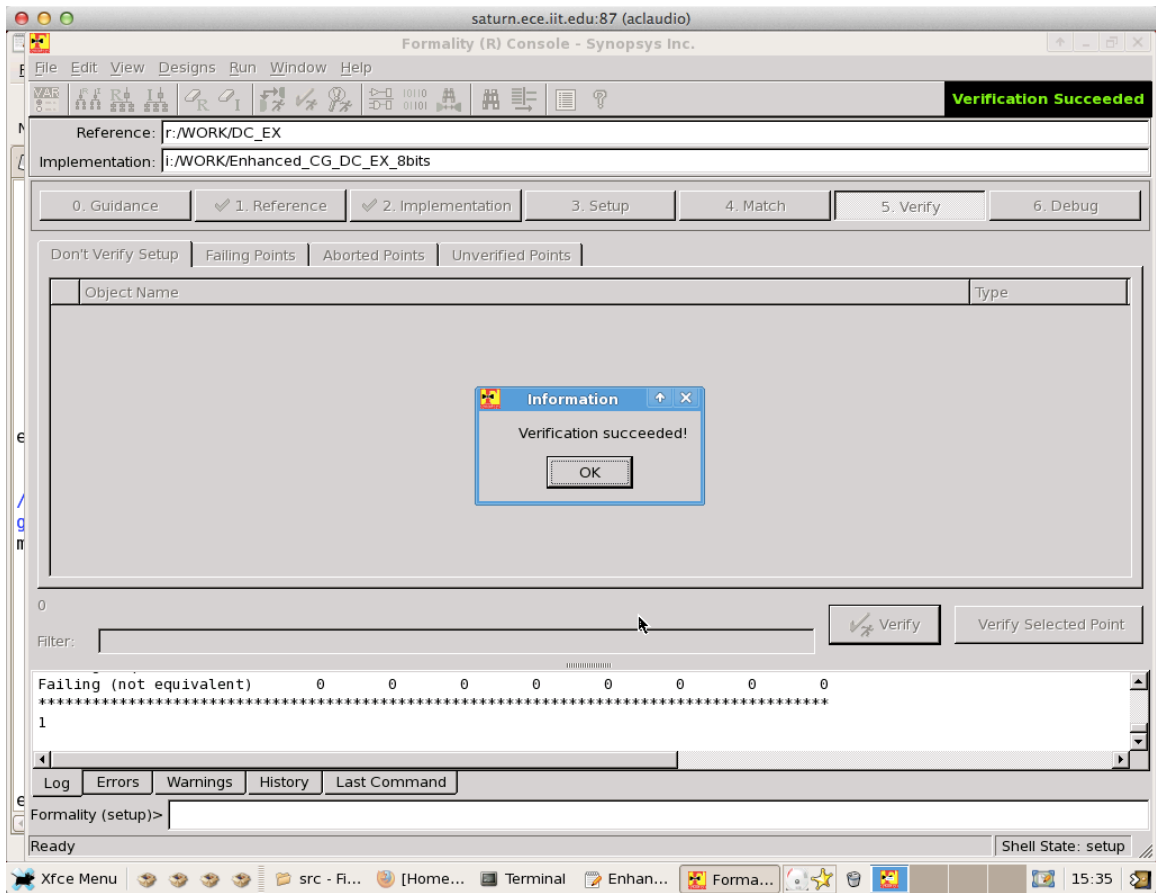 saturn.ece.iit.edu:87 (aclaudio)
Formality (R) Console - Synopsys Inc.
File Edit View Designs Run Window Help
Verification Succeeded
Reference: r:/WORK/DC_EX
Implementation: i:/WORK/Enhanced_CG_DC_EX_8bits
0. Guidance 1. Reference 2. Implementation 3. Setup 4. Match 5. Verify 6. Debug
Don't Verify Setup Failing Points Aborted Points Unverified Points
Object Name Type
Information
Verification succeeded!
OK
0
Filter: Verify Verify Selected Point
Failing (not equivalent) 0 0 0 0 0 0 0 0
****************************************************************************************
1
Log Errors Warnings History Last Command
Formality (setup)>
Ready Shell State: setup
Xfce Menu src - Fi... [Home... Terminal Enhan... Forma... 15:35